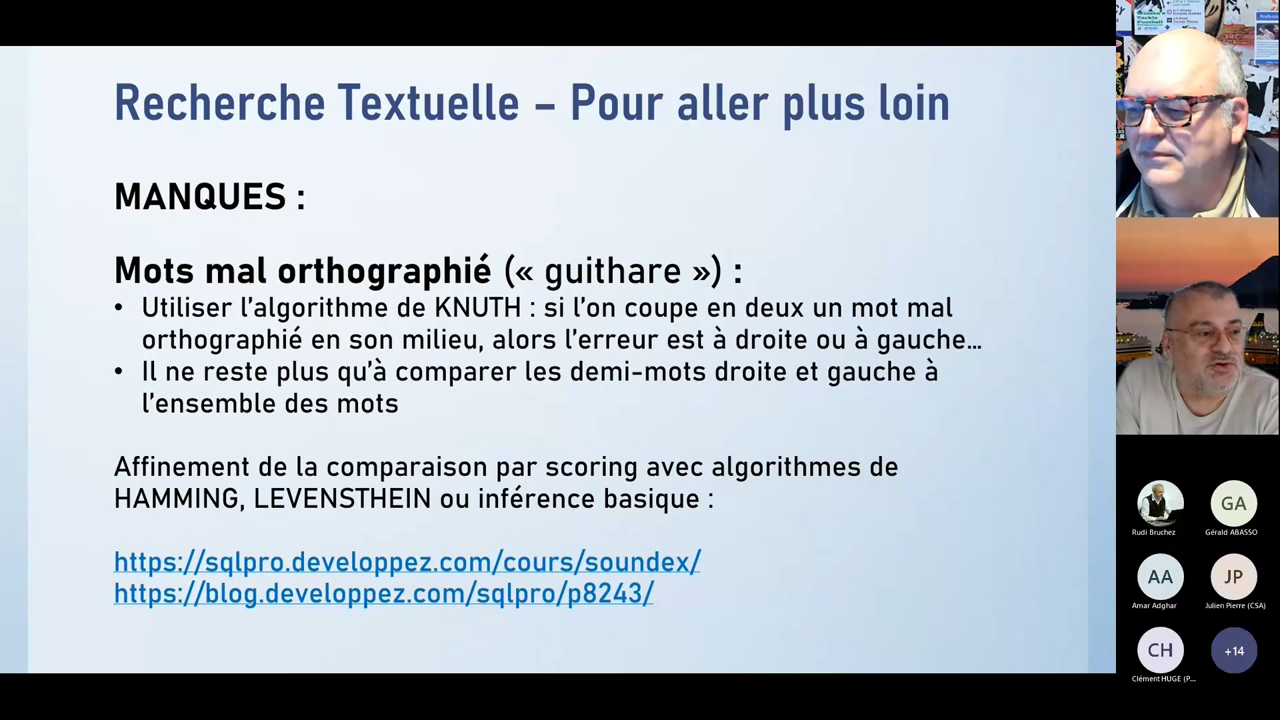 Recherche Textuelle – Pour aller plus loin
MANQUES :
Mots mal orthographié (« guithare ») :
• Utiliser l’algorithme de KNUTH : si l’on coupe en deux un mot mal
orthographié en son milieu, alors l’erreur est à droite ou à gauche…
• Il ne reste plus qu’à comparer les demi-mots droite et gauche à
l’ensemble des mots
Affinement de la comparaison par scoring avec algorithmes de
HAMMING, LEVENSTHEIN ou inférence basique :
https://sqlpro.developpez.com/cours/soundex/
https://blog.developpez.com/sqlpro/p8243/
Rudi Bruchez
GA
Gérald ABASSO
AA
Amar Adghar
JP
Julien Pierre (CSA)
CH
Clément HUGE (P...
+14